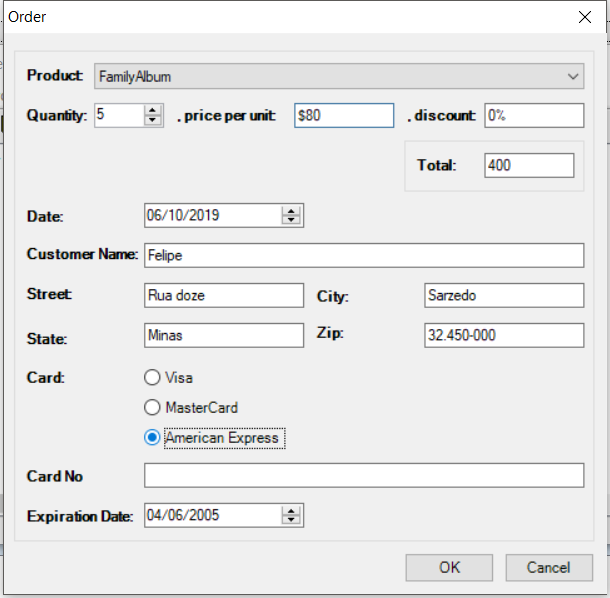 Order
Product: FamilyAlbum
Quantity: 5 . price per unit: $80 . discount: 0%
Total: 400
Date: 06/10/2019
Customer Name: Felipe
Street: Rua doze City: Sarzedo
State: Minas Zip: 32.450-000
Card: Visa
MasterCard
American Express
Card No
Expiration Date: 04/06/2005
OK Cancel